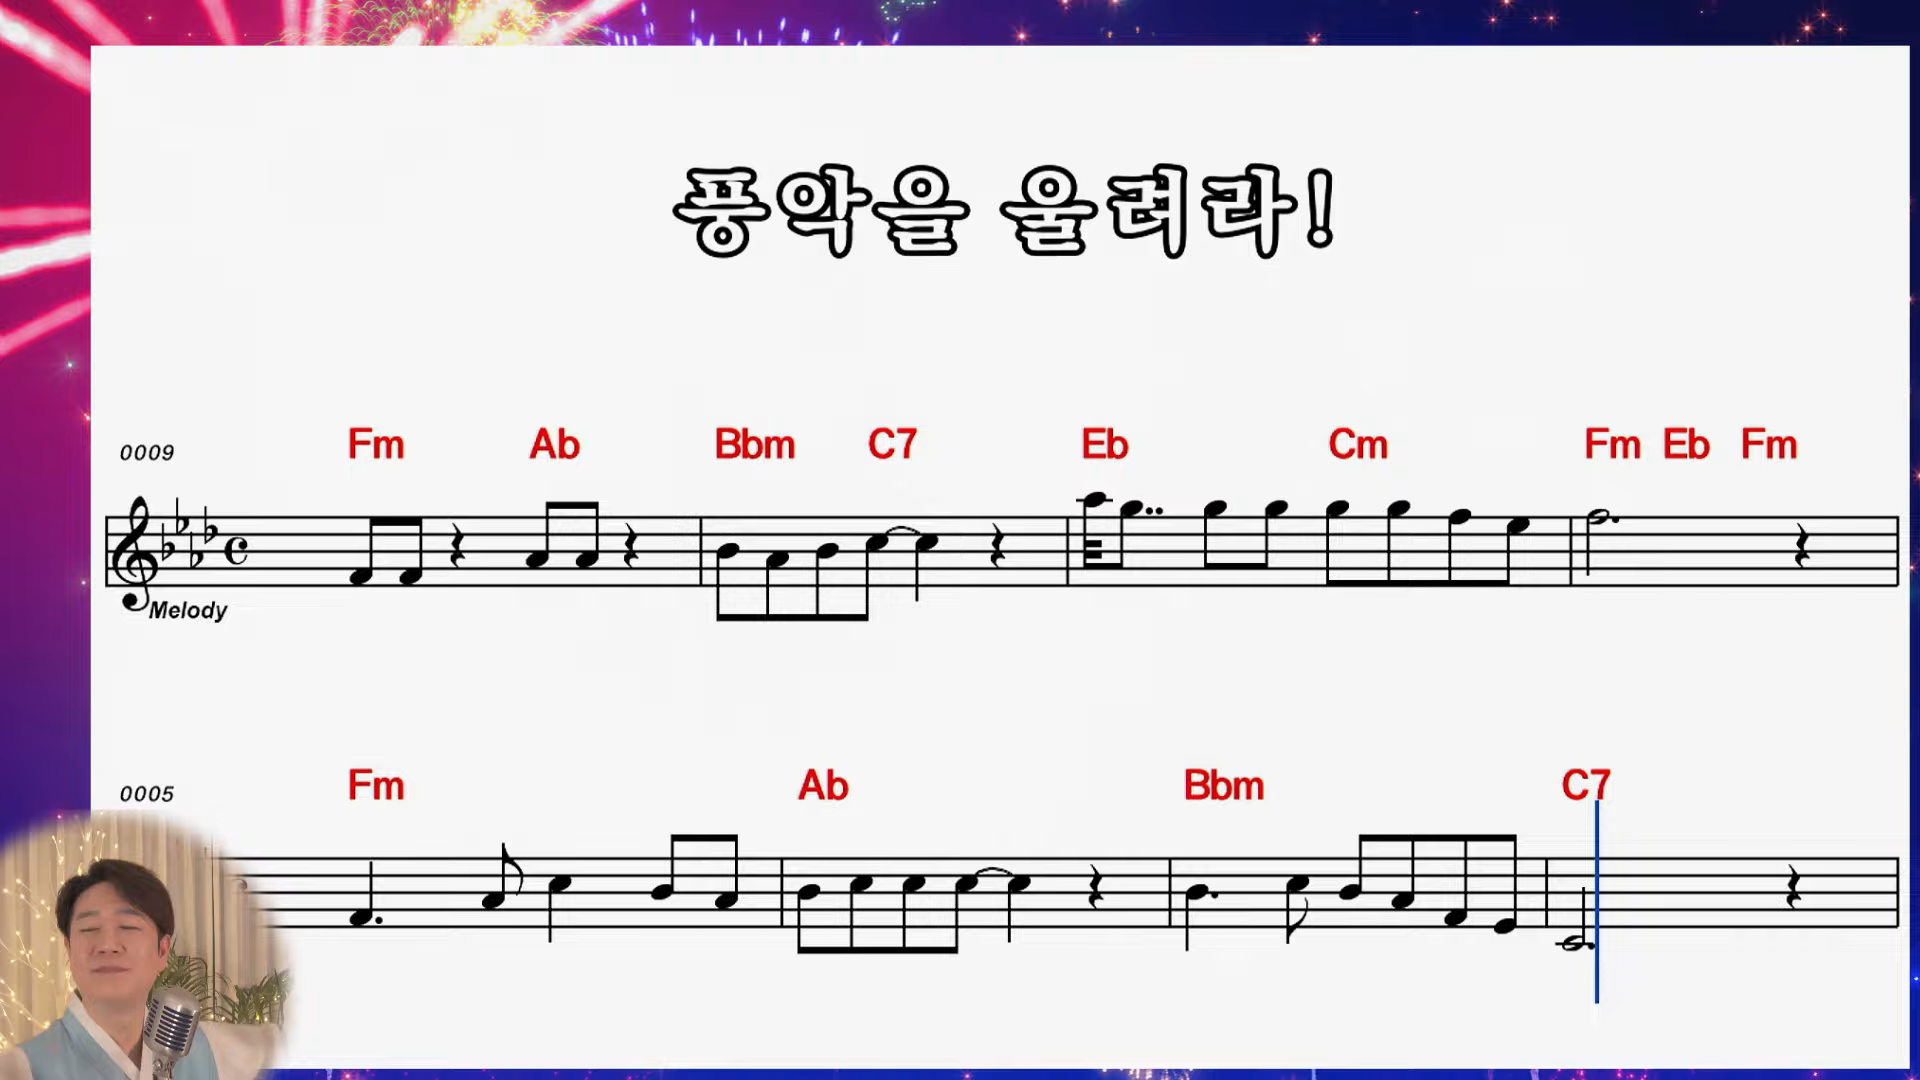 풍악을 울려라!
0009 Fm Ab Bbm C7 Eb Cm Fm Eb Fm
Melody
0005 Fm Ab Bbm C7